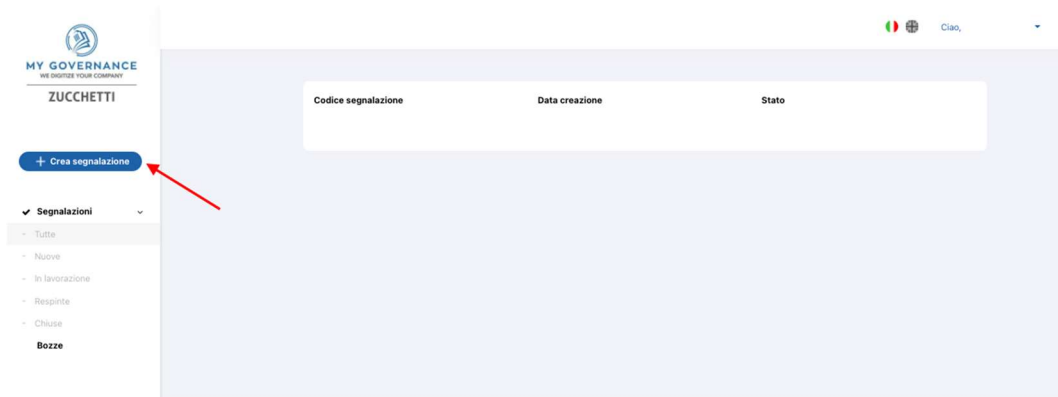 Ciao,
MY GOVERNANCE
WE DIGITIZE YOUR COMPANY
ZUCCHETTI
Codice segnalazione Data creazione Stato
+ Crea segnalazione
Segnalazioni
- Tutte
- Nuove
- In lavorazione
- Respinte
- Chiuse
Bozze